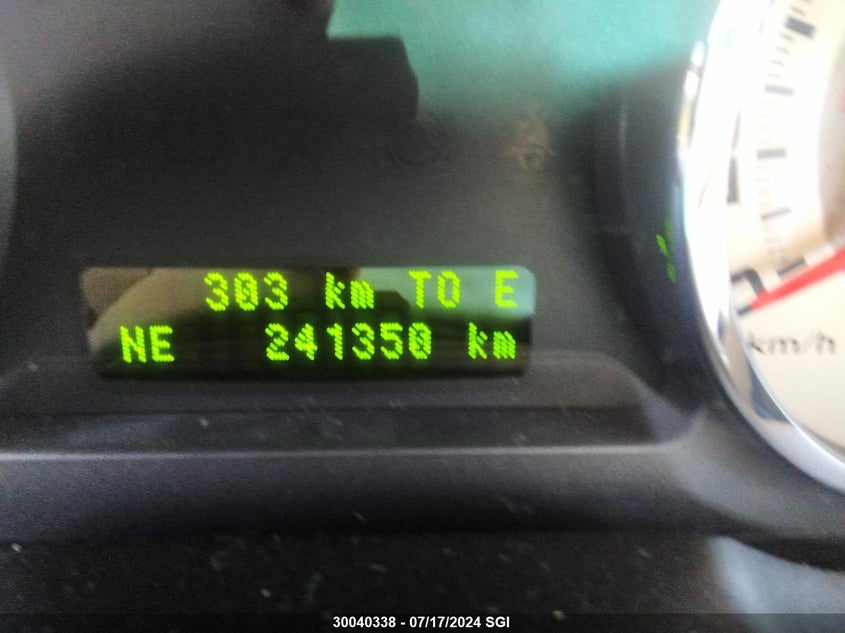 303 km TO E
NE 241350 km
km/h
30040338 - 07/17/2024 SGI